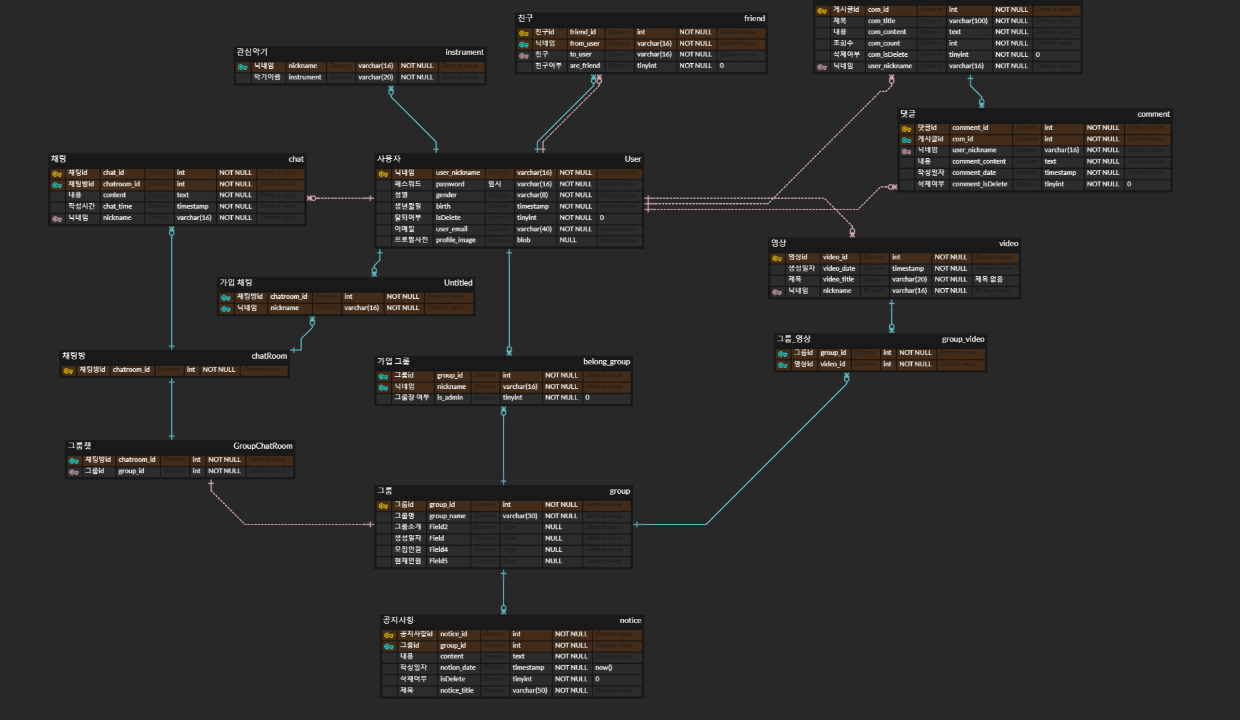 친구 friend
친구id friend_id int NOT NULL
닉네임 from_user varchar(16) NOT NULL
친구 to_user varchar(16) NOT NULL
친구여부 are_friend tinyint NOT NULL 0
게시글id com_id int NOT NULL
제목 com_title varchar(100) NOT NULL
내용 com_content text NOT NULL
조회수 com_count int NOT NULL
삭제여부 com_isDelete tinyint NOT NULL 0
닉네임 user_nickname varchar(16) NOT NULL
관심악기 instrument
닉네임 nickname varchar(16) NOT NULL
악기이름 instrument varchar(20) NOT NULL
댓글 comment
댓글id comment_id int NOT NULL
게시글id com_id int NOT NULL
닉네임 user_nickname varchar(16) NOT NULL
내용 comment_content text NOT NULL
작성일자 comment_date timestamp NOT NULL
삭제여부 comment_isDelete tinyint NOT NULL 0
채팅 chat
채팅id chat_id int NOT NULL
채팅방id chatroom_id int NOT NULL
내용 content text NOT NULL
작성시간 chat_time timestamp NOT NULL
닉네임 nickname varchar(16) NOT NULL
사용자 User
닉네임 user_nickname varchar(16) NOT NULL
패스워드 password 임시 varchar(16) NOT NULL
성별 gender varchar(8) NOT NULL
생년월일 birth timestamp NOT NULL
탈퇴여부 isDelete tinyint NOT NULL 0
이메일 user_email varchar(40) NOT NULL
프로필사진 profile_image blob NULL
영상 video
영상id video_id int NOT NULL
생성일자 video_date timestamp NOT NULL
제목 video_title varchar(20) NOT NULL 제목 없음
닉네임 nickname varchar(16) NOT NULL
가입 채팅 Untitled
채팅방id chatroom_id int NOT NULL
닉네임 nickname varchar(16) NOT NULL
그룹_영상 group_video
그룹id group_id int NOT NULL
영상id video_id int NOT NULL
채팅방 chatRoom
채팅방id chatroom_id int NOT NULL
가입 그룹 belong_group
그룹id group_id int NOT NULL
닉네임 nickname varchar(16) NOT NULL
그룹장 여부 is_admin tinyint NOT NULL 0
그룹챗 GroupChatRoom
채팅방id chatroom_id int NOT NULL
그룹id group_id int NOT NULL
그룹 group
그룹id group_id int NOT NULL
그룹명 group_name varchar(30) NOT NULL
그룹소개 Field2 NULL
생성일자 Field NULL
모집인원 Field4 NULL
현재인원 Field5 NULL
공지사항 notice
공지사항id notice_id int NOT NULL
그룹id group_id int NOT NULL
내용 content text NOT NULL
작성일자 notion_date timestamp NOT NULL now()
삭제여부 isDelete tinyint NOT NULL 0
제목 notice_title varchar(50) NOT NULL